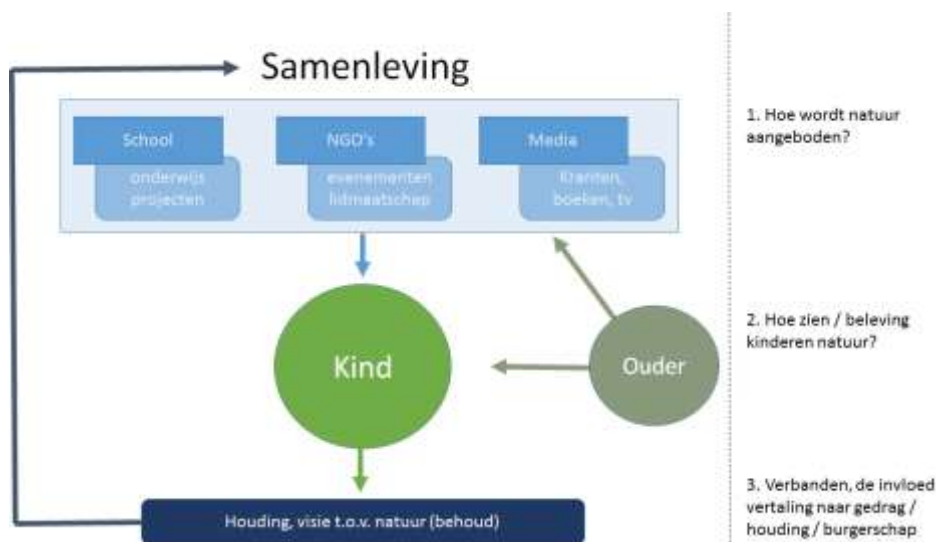 Samenleving
School
NGO's
Media
onderwijs
projecten
evenementen
lidmaatschap
Kranten,
boeken, tv
1. Hoe wordt natuur
aangeboden?
Kind
Ouder
2. Hoe zien / beleving
kinderen natuur?
Houding, visie t.o.v. natuur (behoud)
3. Verbanden, de invloed
vertaling naar gedrag /
houding / burgerschap